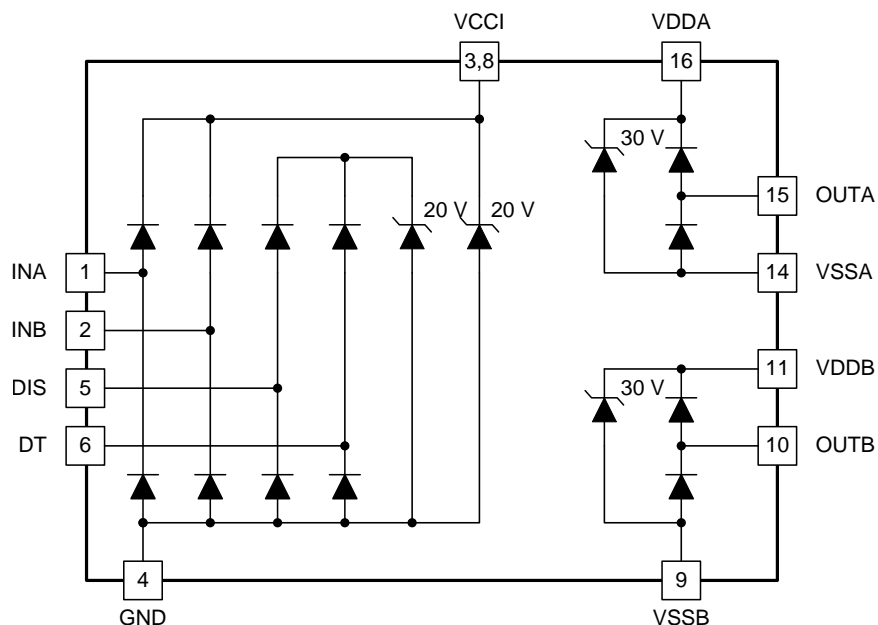 VCCI VDDA
3,8 16
30 V
20 V 20 V
15 OUTA
INA 1 14 VSSA
INB 2
11 VDDB
DIS 5
30 V
DT 6 10 OUTB
4 9
GND VSSB